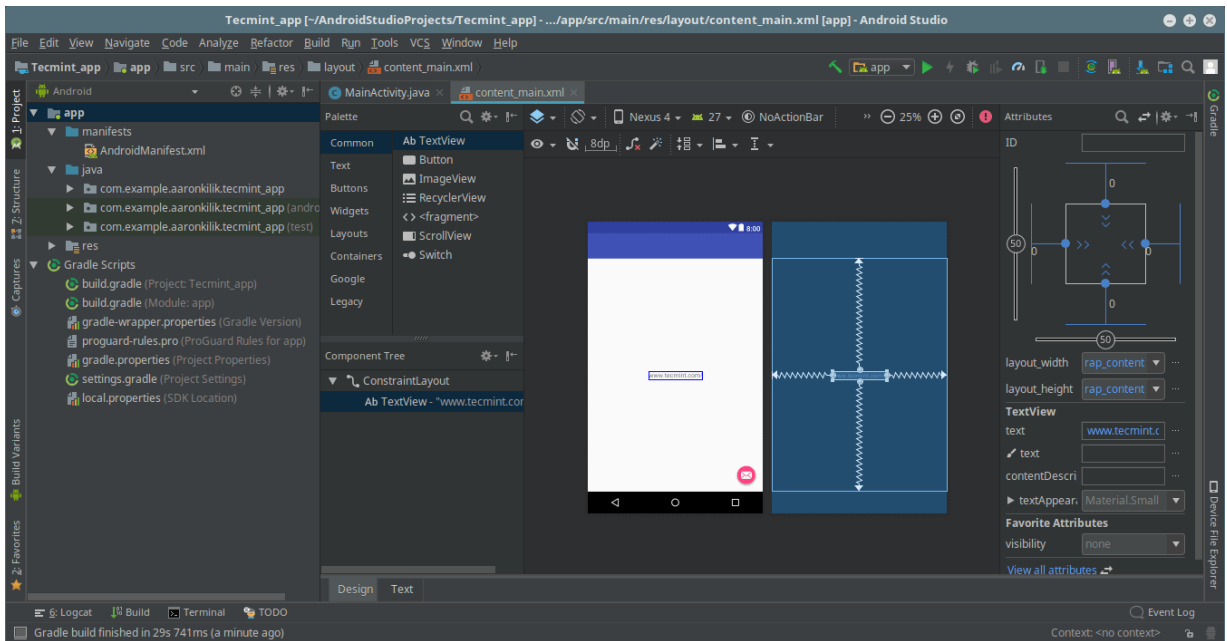 Tecmint_app [~/AndroidStudioProjects/Tecmint_app] - .../app/src/main/res/layout/content_main.xml [app] - Android Studio
File Edit View Navigate Code Analyze Refactor Build Run Tools VCS Window Help
Tecmint_app app src main res layout content_main.xml
app
1: Project
7: Structure
Captures
Build Variants
2: Favorites
Android
app
manifests
AndroidManifest.xml
java
com.example.aaronkilik.tecmint_app
com.example.aaronkilik.tecmint_app (andro
com.example.aaronkilik.tecmint_app (test)
res
Gradle Scripts
build.gradle (Project: Tecmint_app)
build.gradle (Module: app)
gradle-wrapper.properties (Gradle Version)
proguard-rules.pro (ProGuard Rules for app)
gradle.properties (Project Properties)
settings.gradle (Project Settings)
local.properties (SDK Location)
MainActivity.java content_main.xml
Palette
Common
Text
Buttons
Widgets
Layouts
Containers
Google
Legacy
Ab TextView
Button
ImageView
RecyclerView
<> <fragment>
ScrollView
Switch
Component Tree
ConstraintLayout
Ab TextView - "www.tecmint.cor
Nexus 4 27 NoActionBar 25%
8dp
8:00
www.tecmint.com
Design Text
Attributes
ID
0
50
0
0
0
50
layout_width rap_content
layout_height rap_content
TextView
text www.tecmint.c
text
contentDescri
textAppear. Material.Small
Favorite Attributes
visibility none
View all attributes
Gradle
Device File Explorer
6: Logcat Build Terminal TODO Event Log
Gradle build finished in 29s 741ms (a minute ago) Context: <no context>